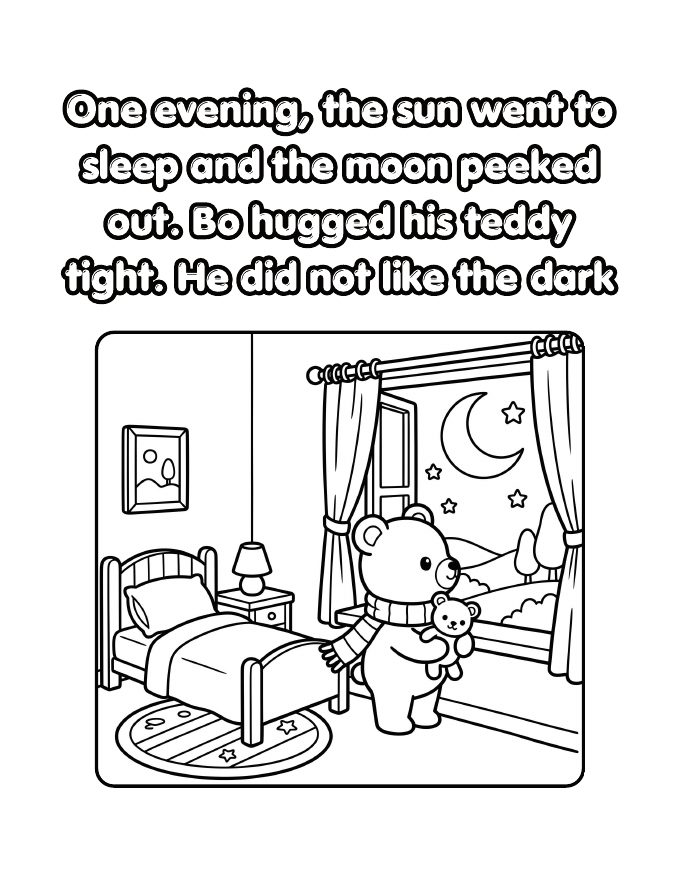 One evening, the sun went to
sleep and the moon peeked
out. Bo hugged his teddy
tight. He did not like the dark